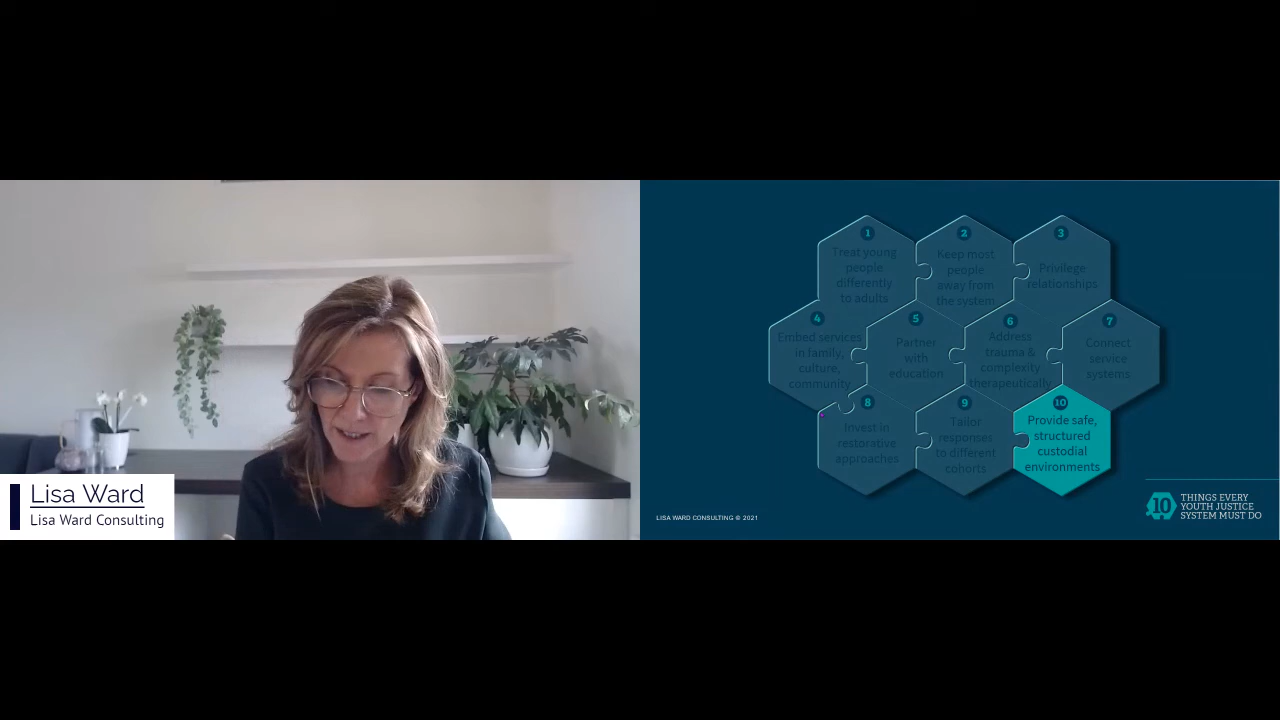 Lisa Ward
Lisa Ward Consulting
1
Treat young
people
differently
to adults
2
Keep most
people
away from
the system
3
Privilege
relationships
4
Embed services
in family,
culture,
community
5
Partner
with
education
6
Address
trauma &
complexity
therapeutically
7
Connect
service
systems
8
Invest in
restorative
approaches
9
Tailor
responses
to different
cohorts
10
Provide safe,
structured
custodial
environments
LISA WARD CONSULTING © 2021
10
THINGS EVERY
YOUTH JUSTICE
SYSTEM MUST DO